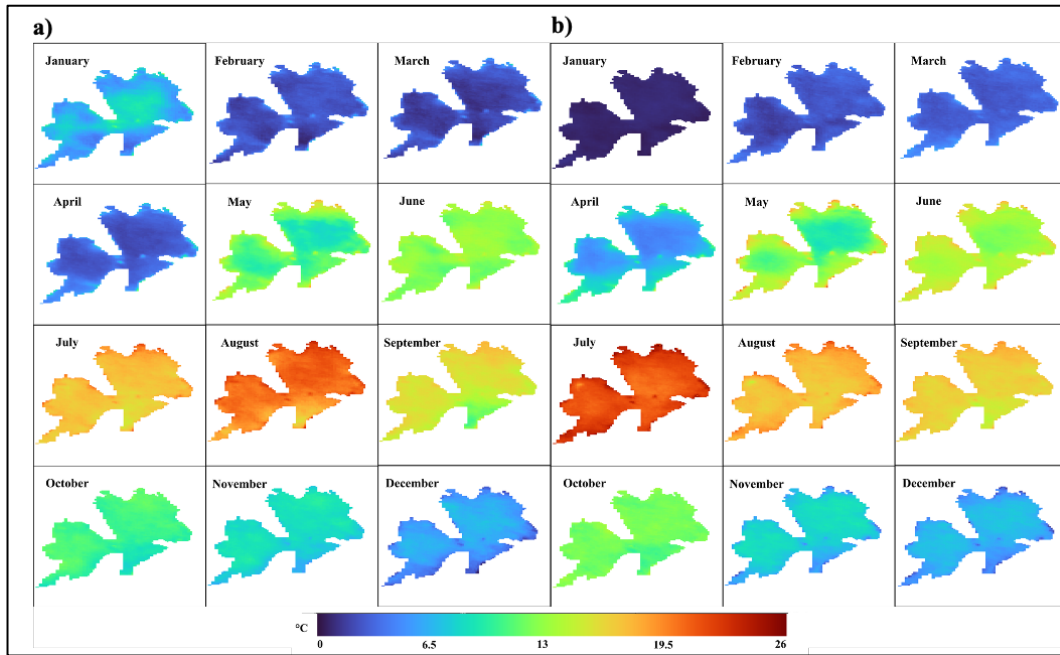 a)
b)
January
February
March
January
February
March
April
May
June
April
May
June
July
August
September
July
August
September
October
November
December
October
November
December
°C
0
6.5
13
19.5
26